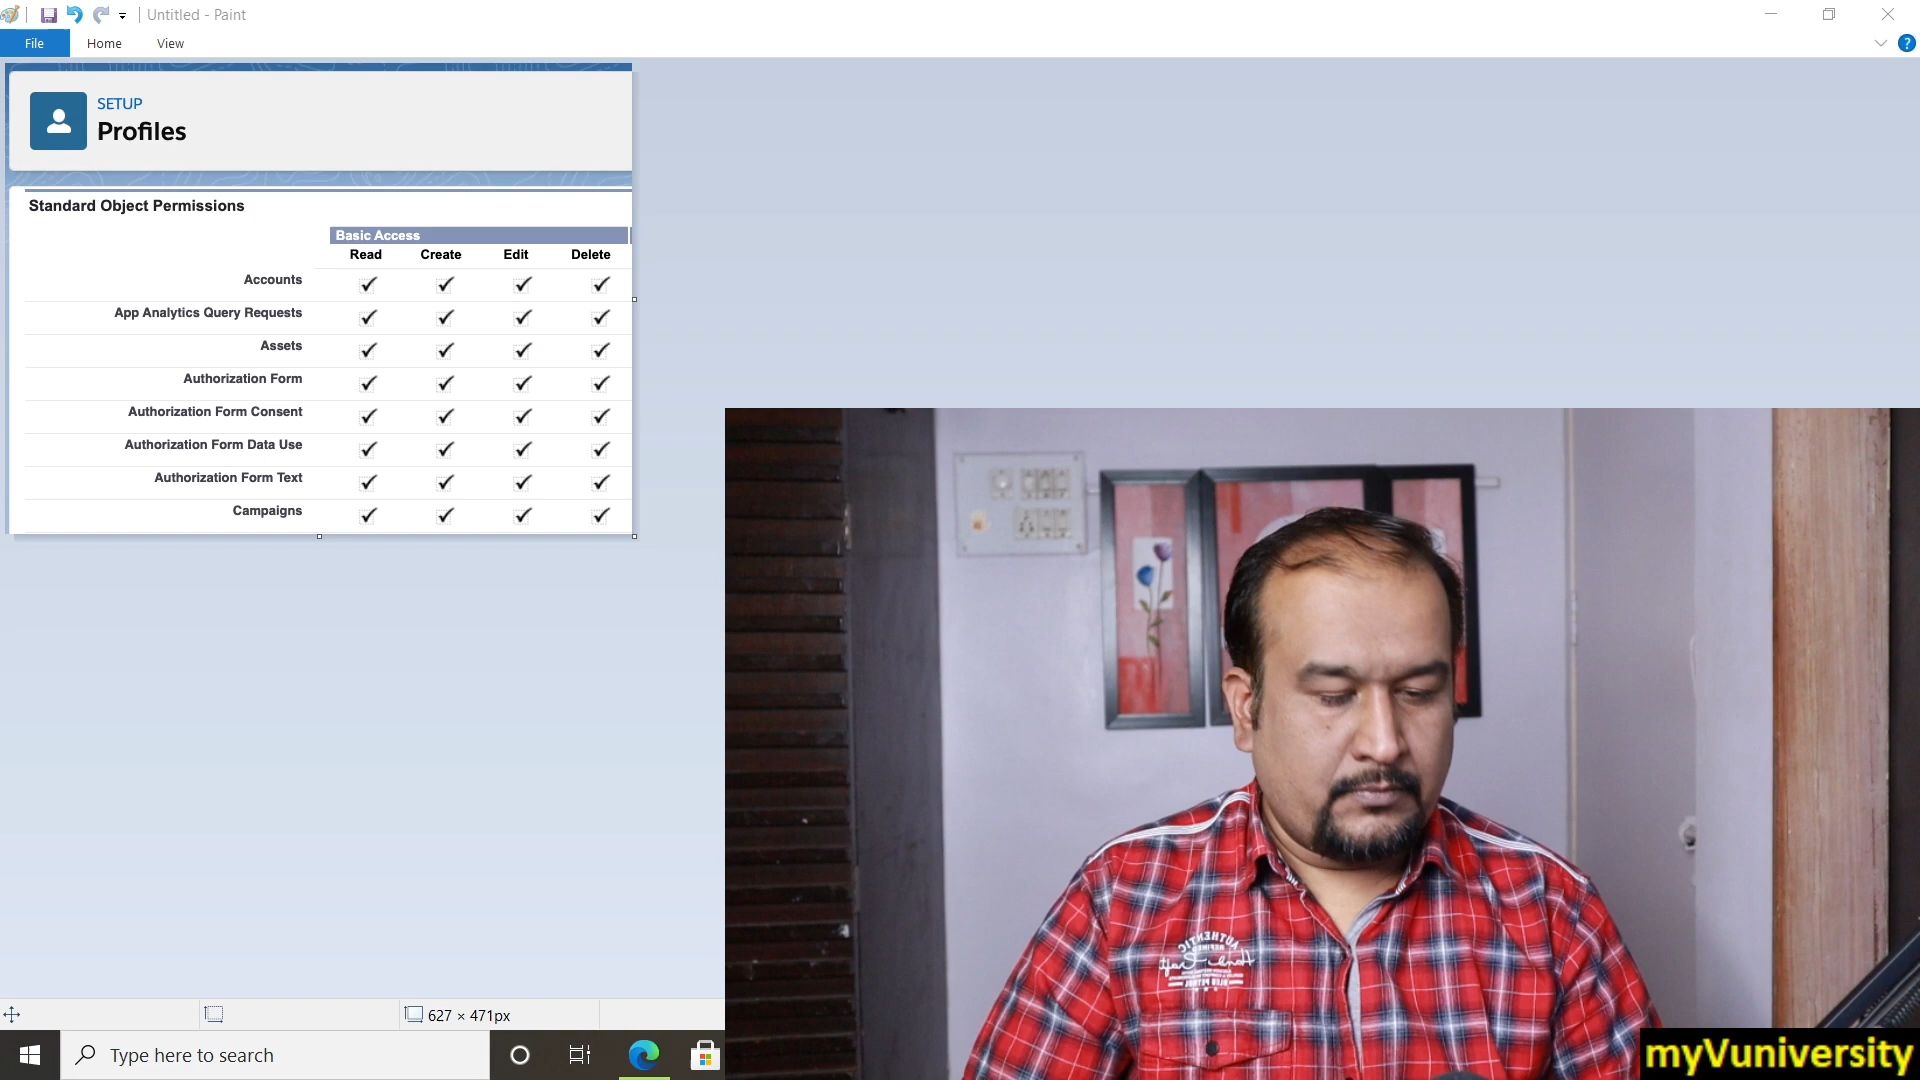 Untitled - Paint
File Home View
?
SETUP
Profiles
Standard Object Permissions
Basic Access
Read Create Edit Delete
Accounts
App Analytics Query Requests
Assets
Authorization Form
Authorization Form Consent
Authorization Form Data Use
Authorization Form Text
Campaigns
AUTHENTIC
REFINED
627 × 471px
Type here to search
myVuniversity